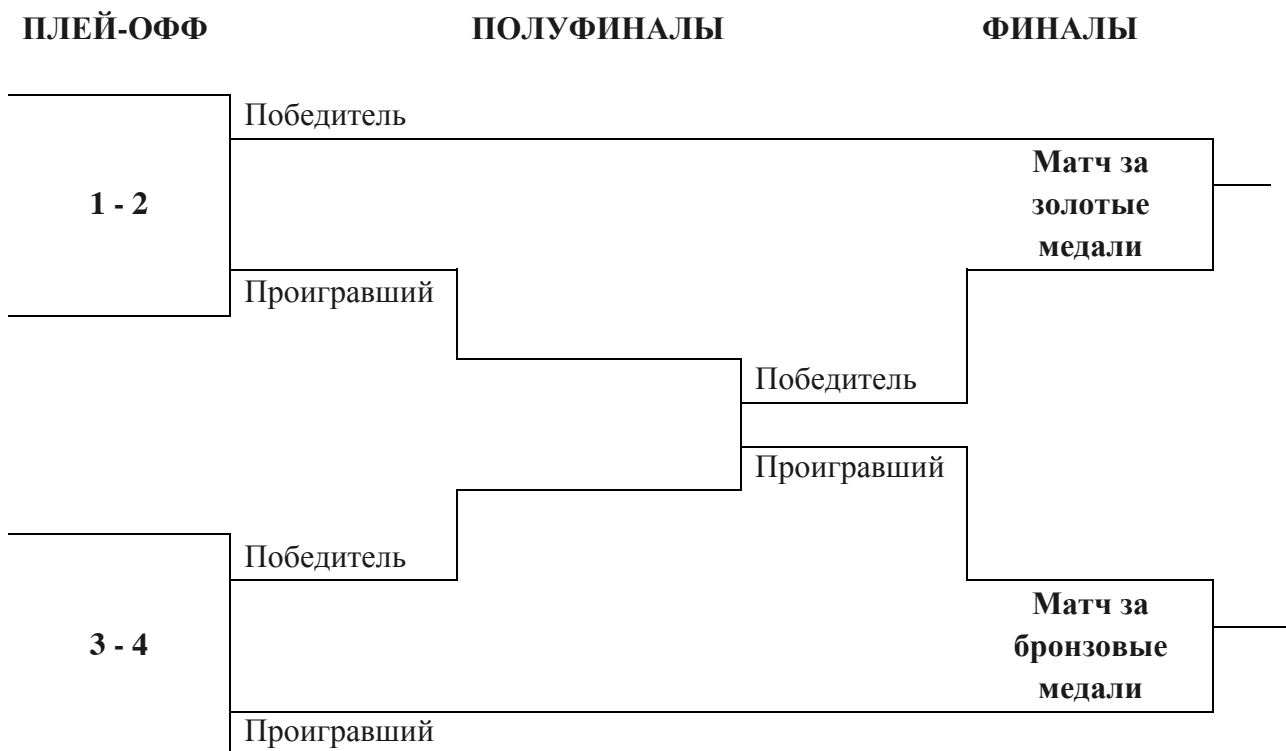 ПЛЕЙ-ОФФ ПОЛУФИНАЛЫ ФИНАЛЫ
Победитель
1 - 2
Матч за
золотые
медали
Проигравший
Победитель
Проигравший
Победитель
3 - 4
Матч за
бронзовые
медали
Проигравший